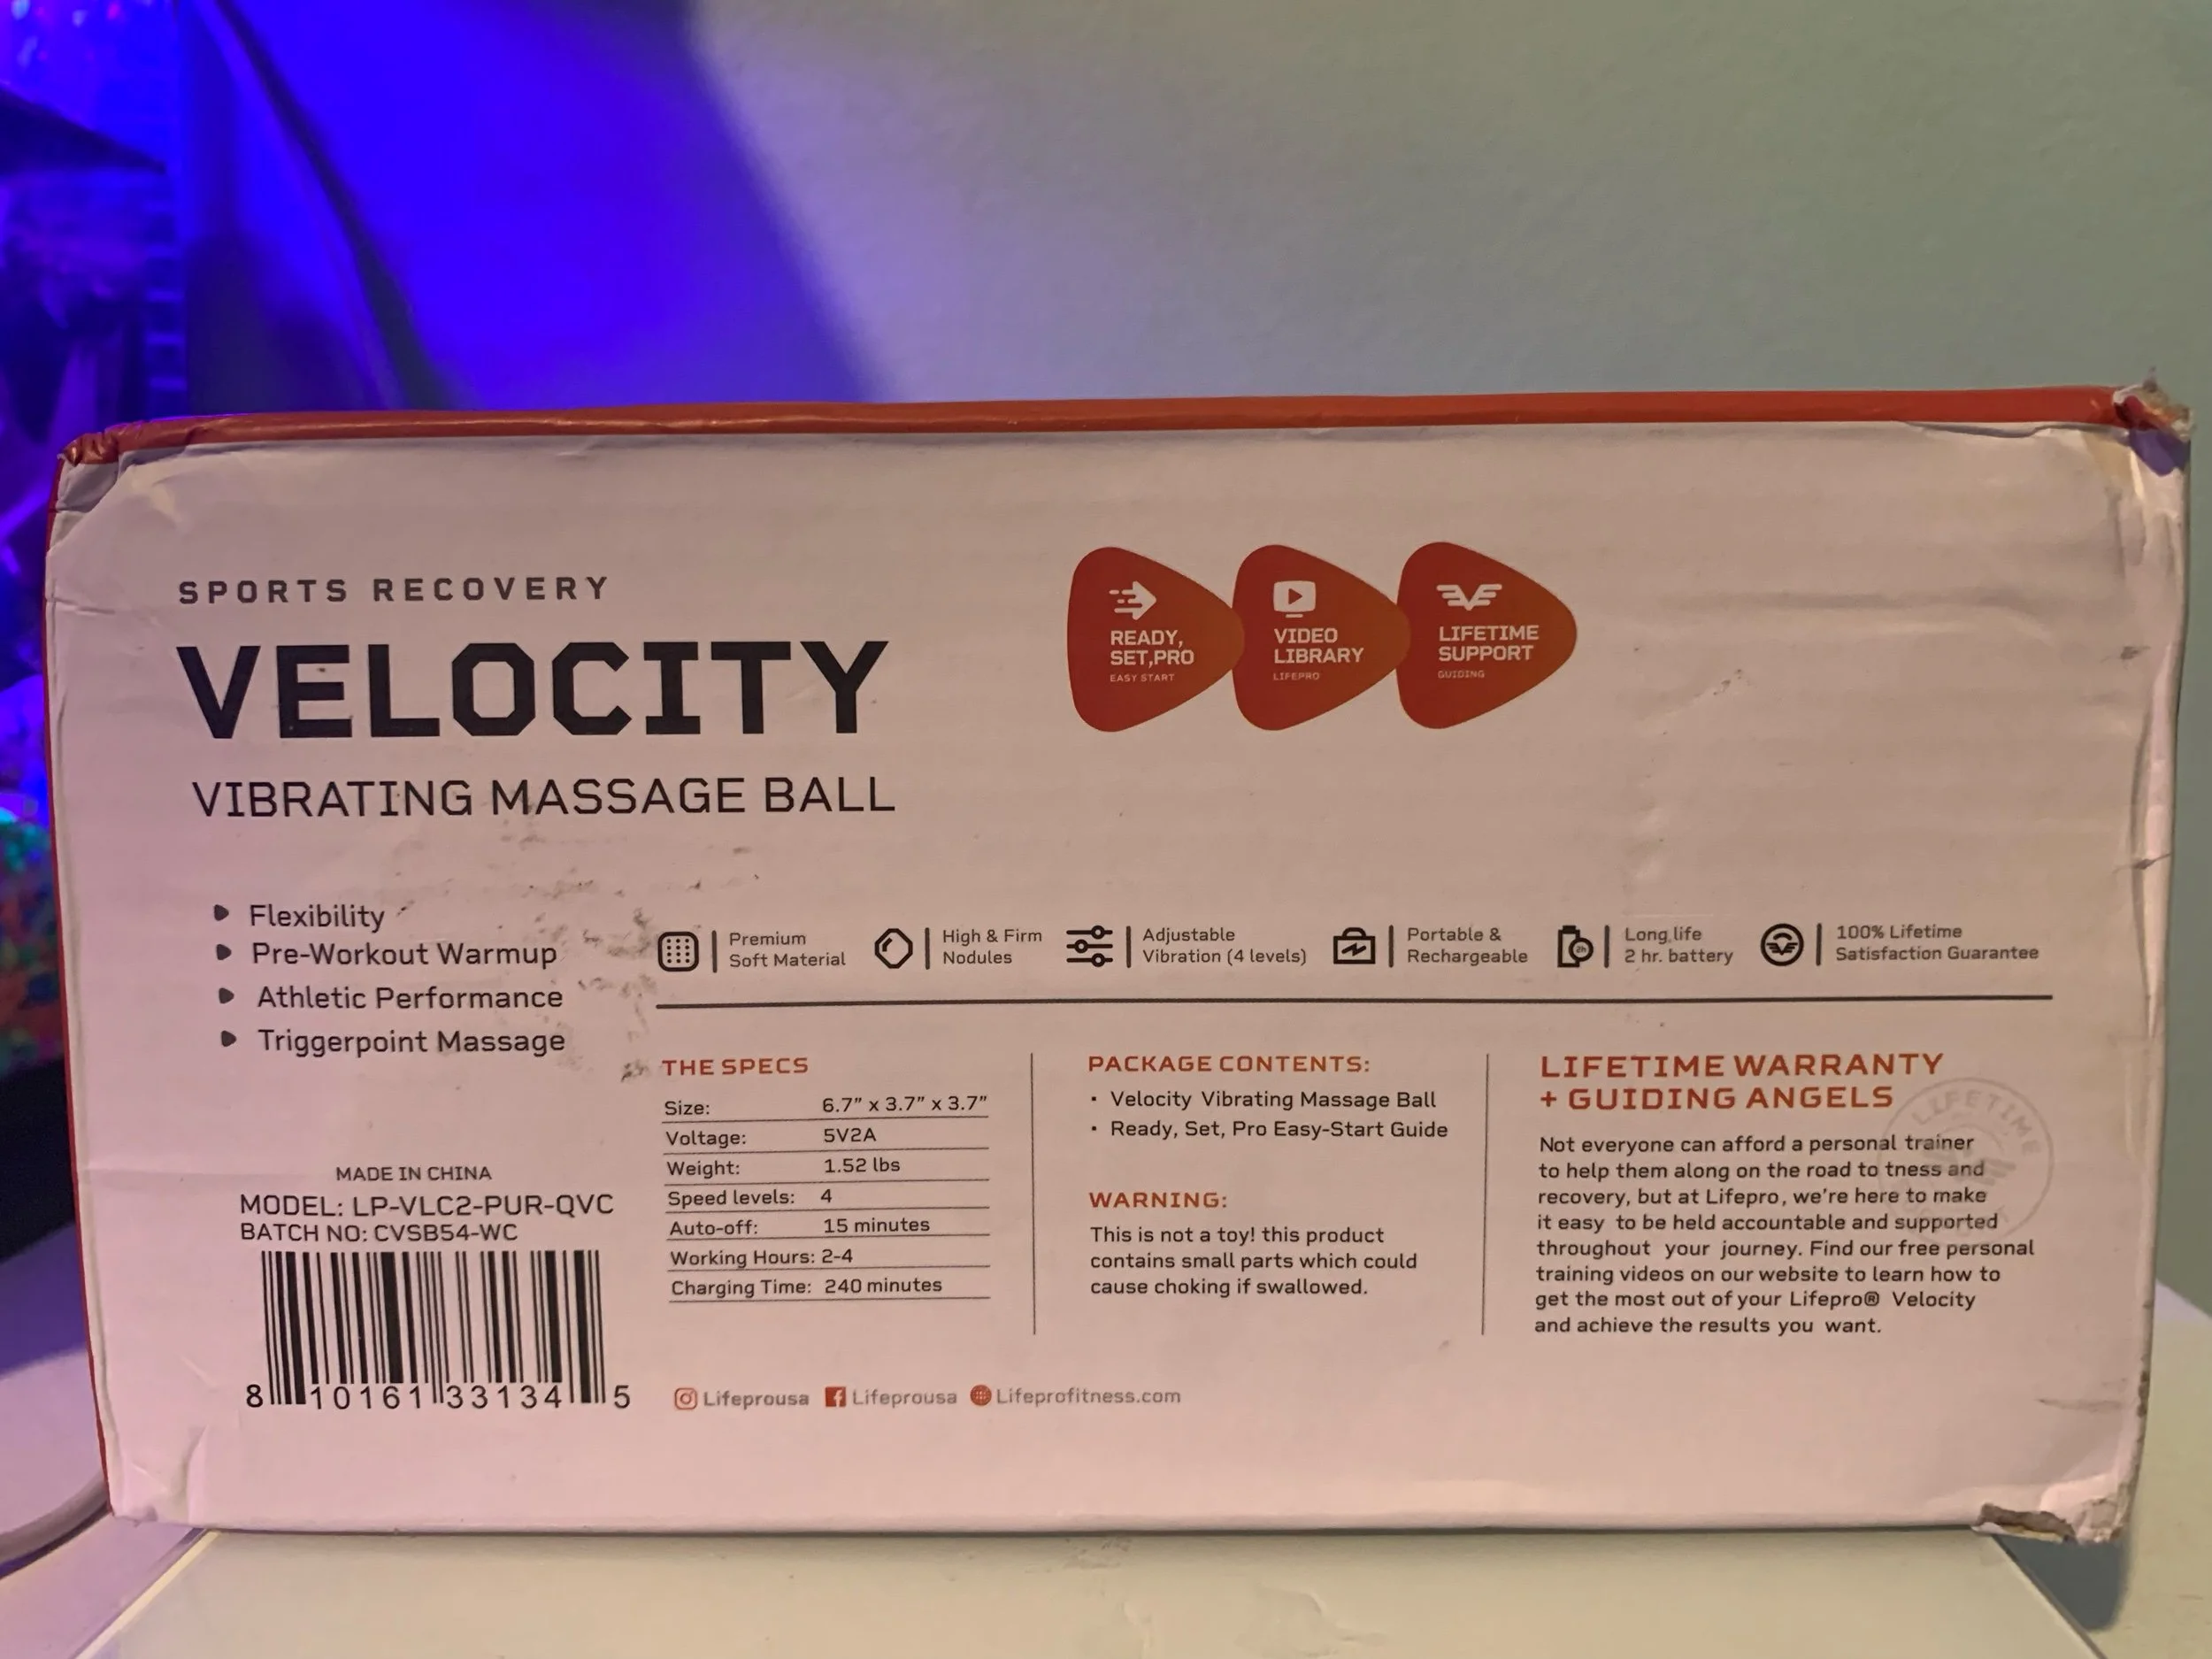 SPORTS RECOVERY
VELOCITY
VIBRATING MASSAGE BALL
READY,
SET,PRO
EASY START
VIDEO
LIBRARY
LIFEPRO
LIFETIME
SUPPORT
GUIDING
Flexibility
Pre-Workout Warmup
Athletic Performance
Triggerpoint Massage
Premium
Soft Material
High & Firm
Nodules
Adjustable
Vibration (4 levels)
Portable &
Rechargeable
2h
Long life
2 hr. battery
100% Lifetime
Satisfaction Guarantee
THE SPECS
Size: 6.7" x 3.7" x 3.7"
Voltage: 5V2A
Weight: 1.52 lbs
Speed levels: 4
Auto-off: 15 minutes
Working Hours: 2-4
Charging Time: 240 minutes
PACKAGE CONTENTS:
• Velocity Vibrating Massage Ball
• Ready, Set, Pro Easy-Start Guide
WARNING:
This is not a toy! this product
contains small parts which could
cause choking if swallowed.
LIFETIME WARRANTY
+ GUIDING ANGELS
LIFETIME
Not everyone can afford a personal trainer
to help them along on the road to tness and
recovery, but at Lifepro, we're here to make
it easy to be held accountable and supported
throughout your journey. Find our free personal
training videos on our website to learn how to
get the most out of your Lifepro® Velocity
and achieve the results you want.
MADE IN CHINA
MODEL: LP-VLC2-PUR-QVC
BATCH NO: CVSB54-WC
8 10161 33134 5
Lifeprousa Lifeprousa Lifeprofitness.com